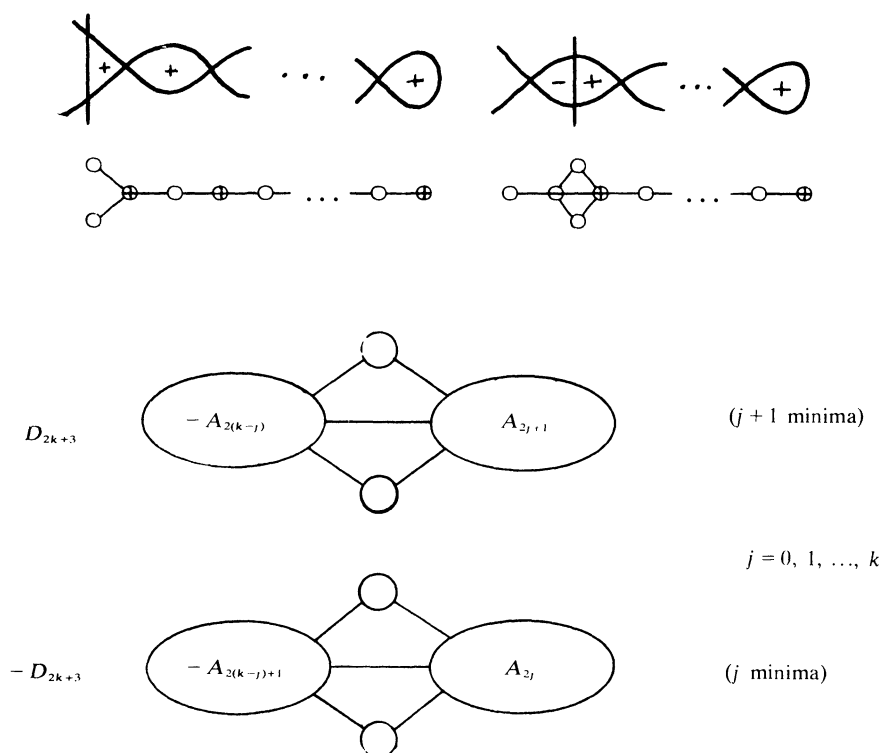 + + ... + − + ... +
... ...
D_{2k+3} − A_{2(k−j)} A_{2j+1} (j + 1 minima)
j = 0, 1, ..., k
− D_{2k+3} − A_{2(k−j)+1} A_{2j} (j minima)